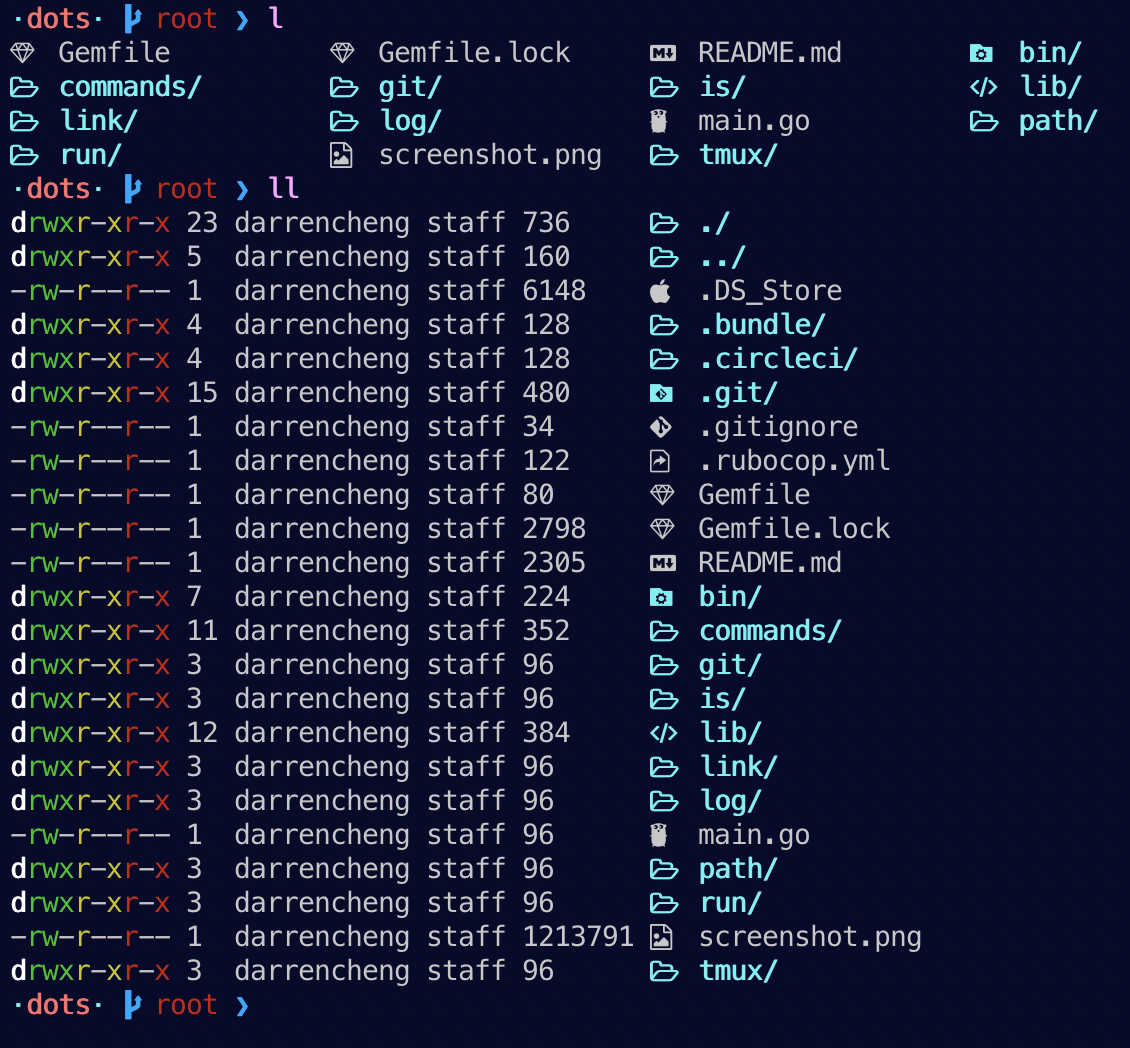 ·dots· root ❯ l
Gemfile Gemfile.lock README.md bin/
commands/ git/ is/ </> lib/
link/ log/ main.go path/
run/ screenshot.png tmux/
·dots· root ❯ ll
drwxr-xr-x 23 darrencheng staff 736 ./
drwxr-xr-x 5 darrencheng staff 160 ../
-rw-r--r-- 1 darrencheng staff 6148 .DS_Store
drwxr-xr-x 4 darrencheng staff 128 .bundle/
drwxr-xr-x 4 darrencheng staff 128 .circleci/
drwxr-xr-x 15 darrencheng staff 480 .git/
-rw-r--r-- 1 darrencheng staff 34 .gitignore
-rw-r--r-- 1 darrencheng staff 122 .rubocop.yml
-rw-r--r-- 1 darrencheng staff 80 Gemfile
-rw-r--r-- 1 darrencheng staff 2798 Gemfile.lock
-rw-r--r-- 1 darrencheng staff 2305 README.md
drwxr-xr-x 7 darrencheng staff 224 bin/
drwxr-xr-x 11 darrencheng staff 352 commands/
drwxr-xr-x 3 darrencheng staff 96 git/
drwxr-xr-x 3 darrencheng staff 96 is/
drwxr-xr-x 12 darrencheng staff 384 </> lib/
drwxr-xr-x 3 darrencheng staff 96 link/
drwxr-xr-x 3 darrencheng staff 96 log/
-rw-r--r-- 1 darrencheng staff 96 main.go
drwxr-xr-x 3 darrencheng staff 96 path/
drwxr-xr-x 3 darrencheng staff 96 run/
-rw-r--r-- 1 darrencheng staff 1213791 screenshot.png
drwxr-xr-x 3 darrencheng staff 96 tmux/
·dots· root ❯